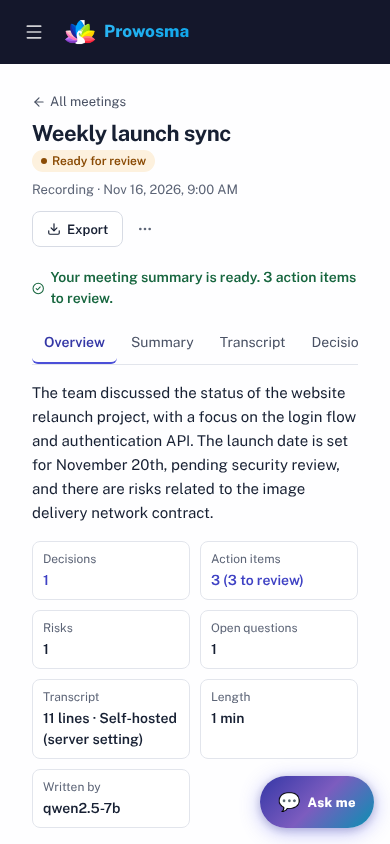 Prowosma
← All meetings
Weekly launch sync
Ready for review
Recording · Nov 16, 2026, 9:00 AM
Export
Your meeting summary is ready. 3 action items
to review.
Overview Summary Transcript Decisio
The team discussed the status of the website
relaunch project, with a focus on the login flow
and authentication API. The launch date is set
for November 20th, pending security review,
and there are risks related to the image
delivery network contract.
Decisions
1
Action items
3 (3 to review)
Risks
1
Open questions
1
Transcript
11 lines · Self-hosted
(server setting)
Length
1 min
Written by
qwen2.5-7b
Ask me